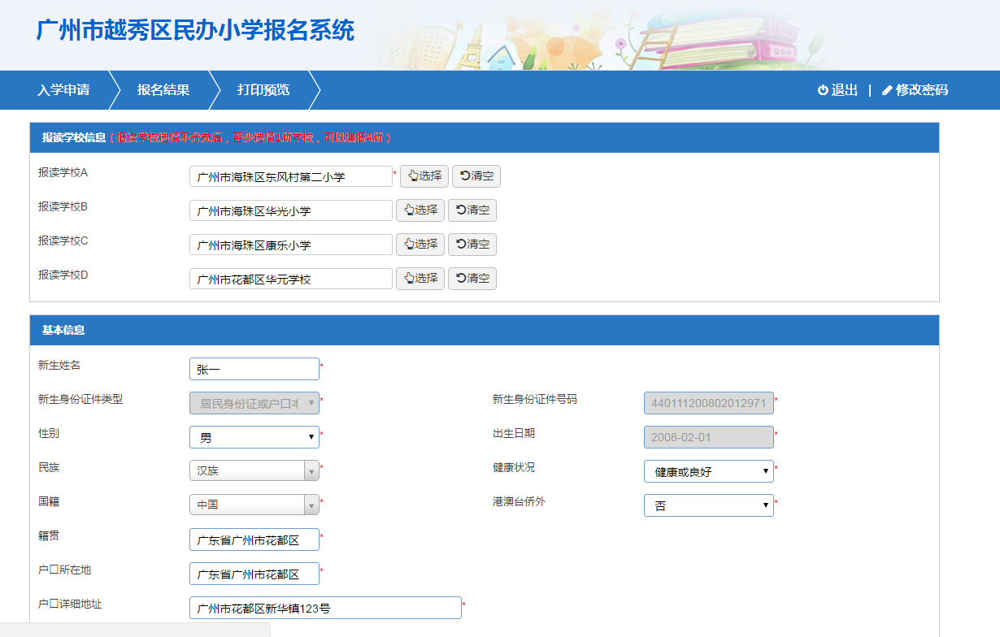 广州市越秀区民办小学报名系统
EDU
入学申请 报名结果 打印预览 退出 | 修改密码
报读学校信息（报读学校选择不分先后，至少选择1所学校，可以填报4所）
报读学校A 广州市海珠区东风村第二小学 * 选择 清空
报读学校B 广州市海珠区华光小学 选择 清空
报读学校C 广州市海珠区康乐小学 选择 清空
报读学校D 广州市花都区华元学校 选择 清空
基本信息
新生姓名 张一 *
新生身份证件类型 居民身份证或户口本 * 新生身份证件号码 440111200802012971 *
性别 男 * 出生日期 2008-02-01 *
民族 汉族 * 健康状况 健康或良好 *
国籍 中国 * 港澳台侨外 否 *
籍贯 广东省广州市花都区 *
户口所在地 广东省广州市花都区 *
户口详细地址 广州市花都区新华镇123号 *